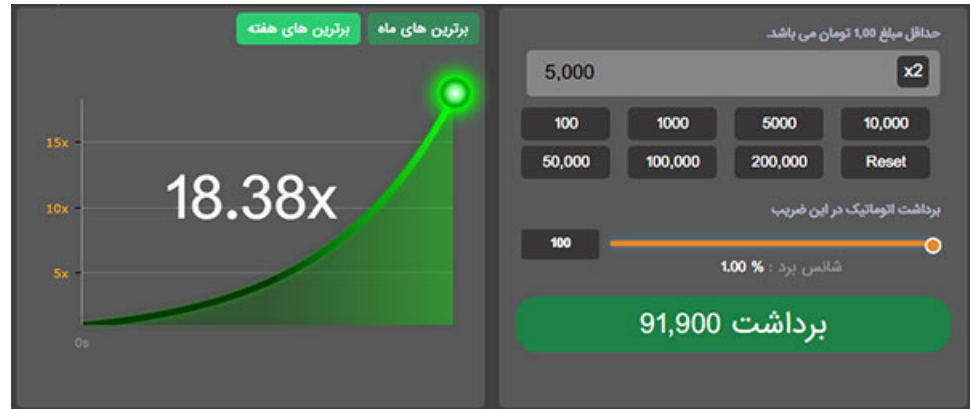 برترین های ماه
برترین های هفته
15x
10x
5x
18.38x
0s
حداقل مبلغ 1,00 تومان می باشد.
5,000
x2
100 1000 5000 10,000
50,000 100,000 200,000 Reset
برداشت اتوماتیک در این ضریب
100
شانس برد : % 1.00
برداشت 91,900